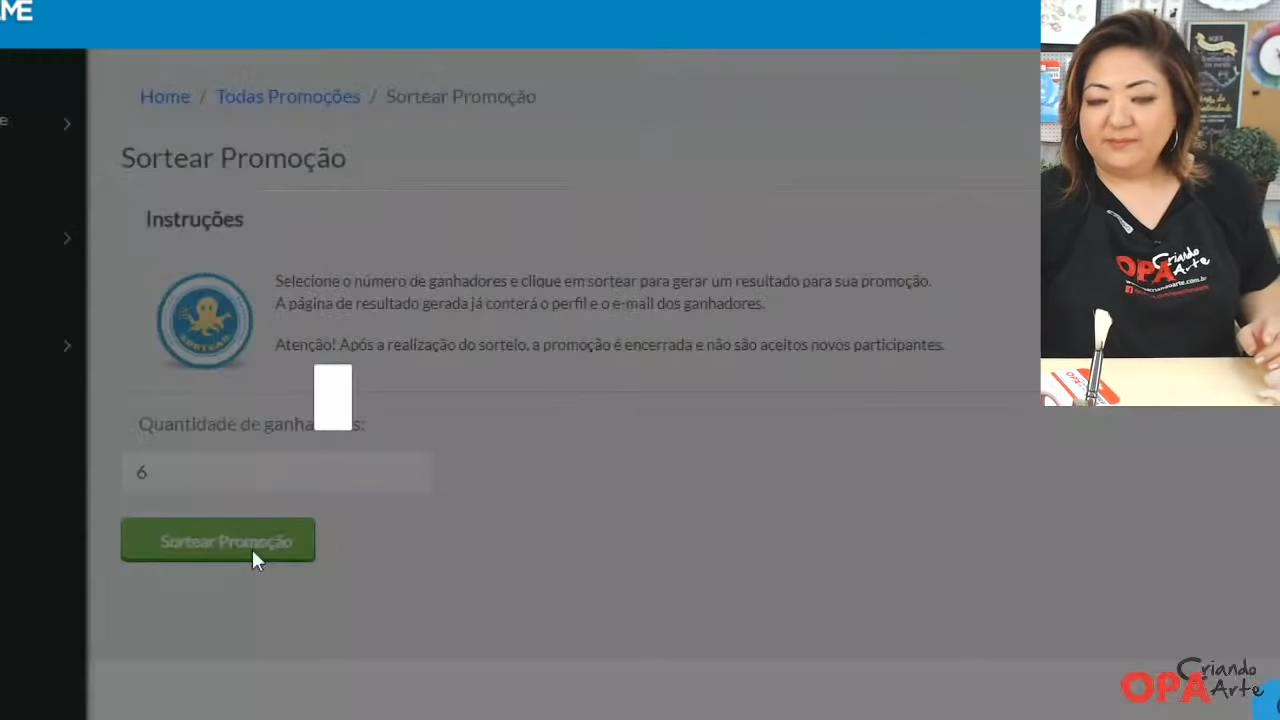 ME
e
Home / Todas Promoções / Sortear Promoção
Sortear Promoção
Instruções
Selecione o número de ganhadores e clique em sortear para gerar um resultado para sua promoção.
A página de resultado gerada já conterá o perfil e o e-mail dos ganhadores.
SORTEAÔ
Atenção! Após a realização do sorteio, a promoção é encerrada e não são aceitos novos participantes.
Quantidade de ganha s:
6
Sortear Promoção
OPA Criando Arte
OPA
OPA Criando Arte